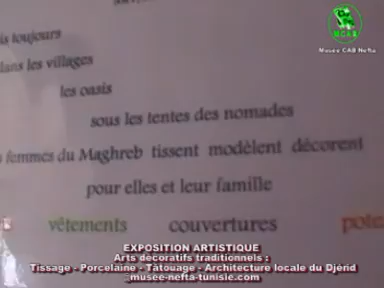 is toujours
dans les villages
les oasis
sous les tentes des nomades
femmes du Maghreb tissent modèlent décorent
pour elles et leur famille
vêtements couvertures
MCAB
Musée CAB Nefta
EXPOSITION ARTISTIQUE
Arts décoratifs traditionnels :
Tissage - Porcelaine - Tatouage - Architecture locale du Djérid
musee-nefta-tunisie.com